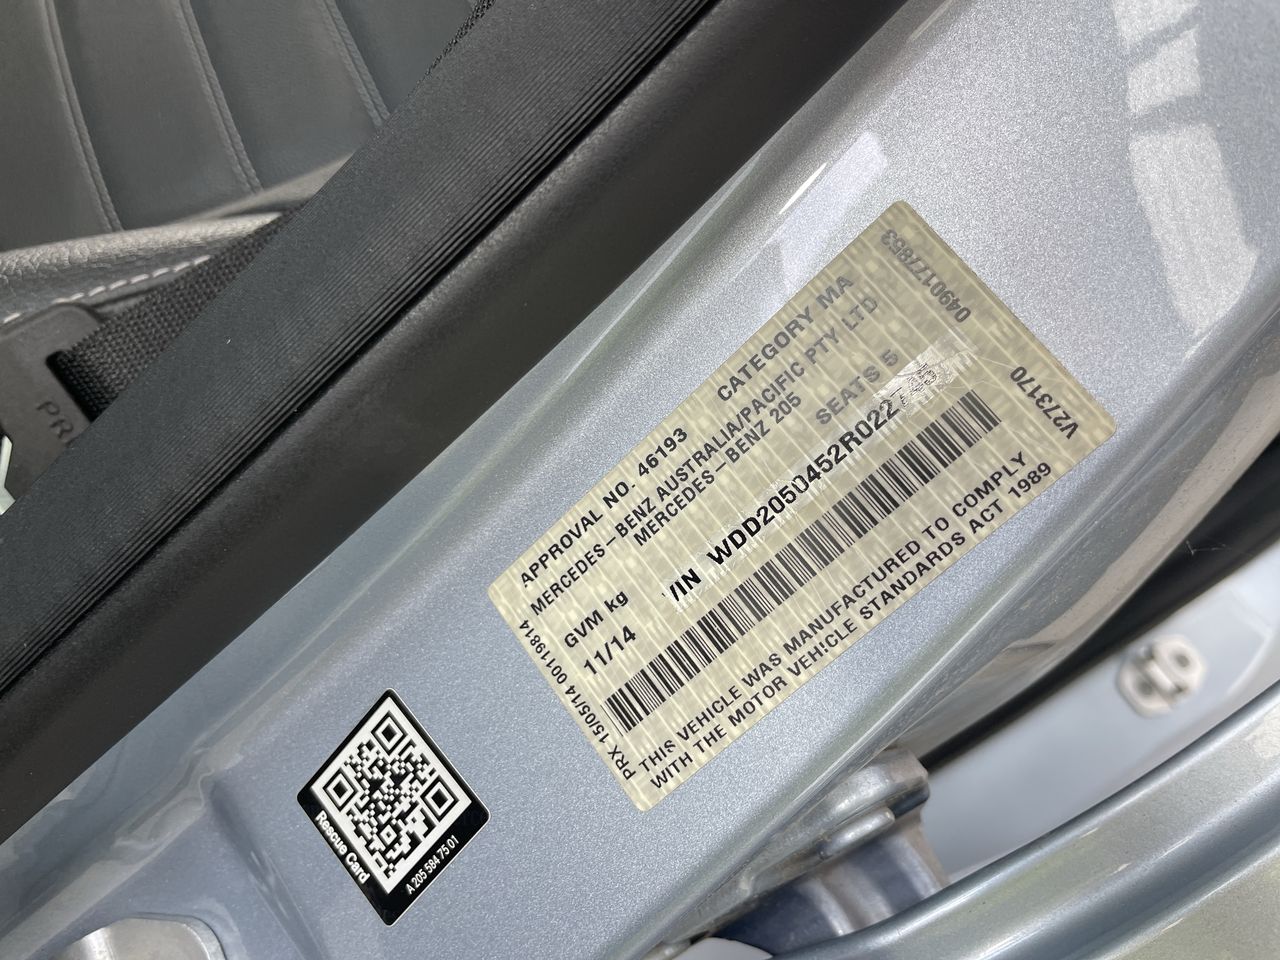 APPROVAL NO. 46193 CATEGORY MA
MERCEDES-BENZ AUSTRALIA/PACIFIC PTY LTD
MERCEDES-BENZ 205
GVM kg SEATS 5
11/14 VIN
THIS VEHICLE WAS MANUFACTURED TO COMPLY
WITH THE MOTOR VEHICLE STANDARDS ACT 1989
PRX 15/05/14 00119814
04901777853
V273170
Rescue Card
A 205 584 75 01